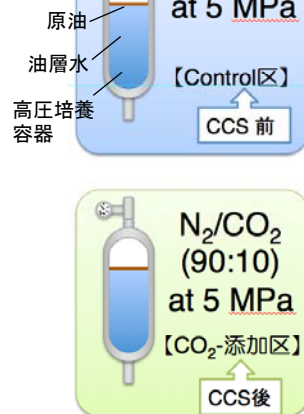 at 5 MPa
原油
油層水
高圧培養
容器
【Control区】
CCS 前
N₂/CO₂
(90:10)
at 5 MPa
【CO₂-添加区】
CCS後